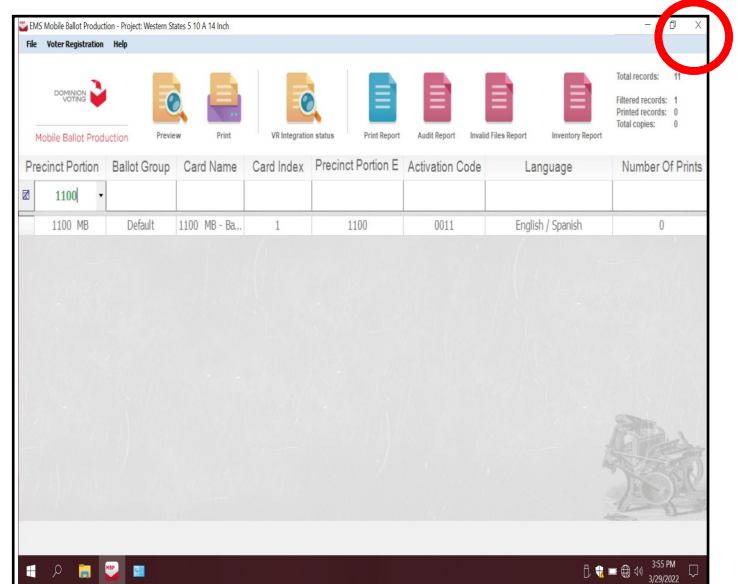 EMS Mobile Ballot Production - Project: Western States 5 10 A 14 Inch
File Voter Registration Help
DOMINION
VOTING
Mobile Ballot Production
Preview
Print
VR Integration status
Print Report
Audit Report
Invalid Files Report
Inventory Report
Total records: 11
Filtered records: 1
Printed records: 0
Total copies: 0
Precinct Portion Ballot Group Card Name Card Index Precinct Portion E Activation Code Language Number Of Prints
1100
1100 MB Default 1100 MB - Ba... 1 1100 0011 English / Spanish 0
MBP
3:55 PM
3/29/2022